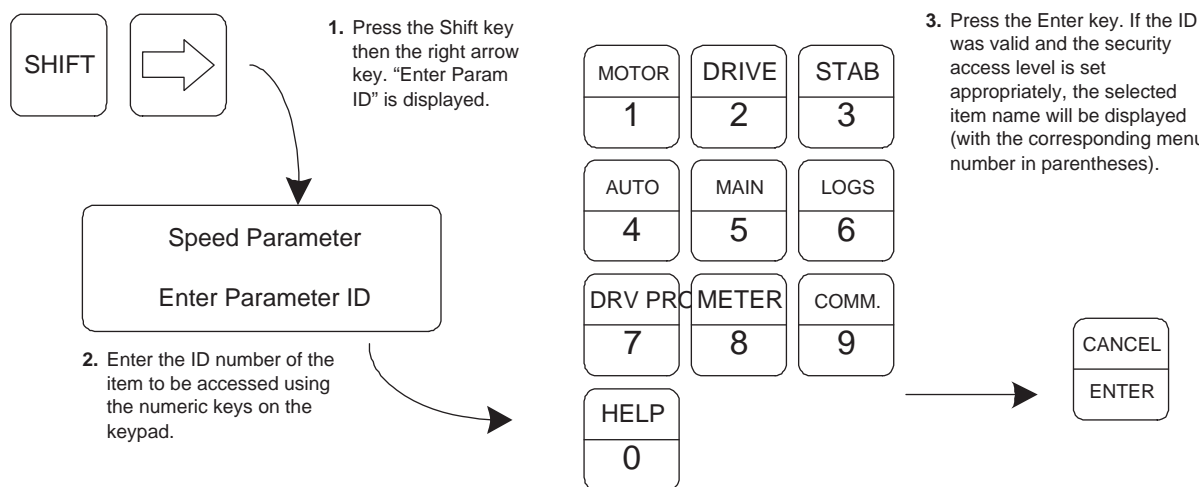 SHIFT
1. Press the Shift key
then the right arrow
key. “Enter Param
ID” is displayed.
Speed Parameter
Enter Parameter ID
2. Enter the ID number of the
item to be accessed using
the numeric keys on the
keypad.
MOTOR
1
DRIVE
2
STAB
3
AUTO
4
MAIN
5
LOGS
6
DRV PRO
7
METER
8
COMM.
9
HELP
0
3. Press the Enter key. If the ID
was valid and the security
access level is set
appropriately, the selected
item name will be displayed
(with the corresponding menu
number in parentheses).
CANCEL
ENTER